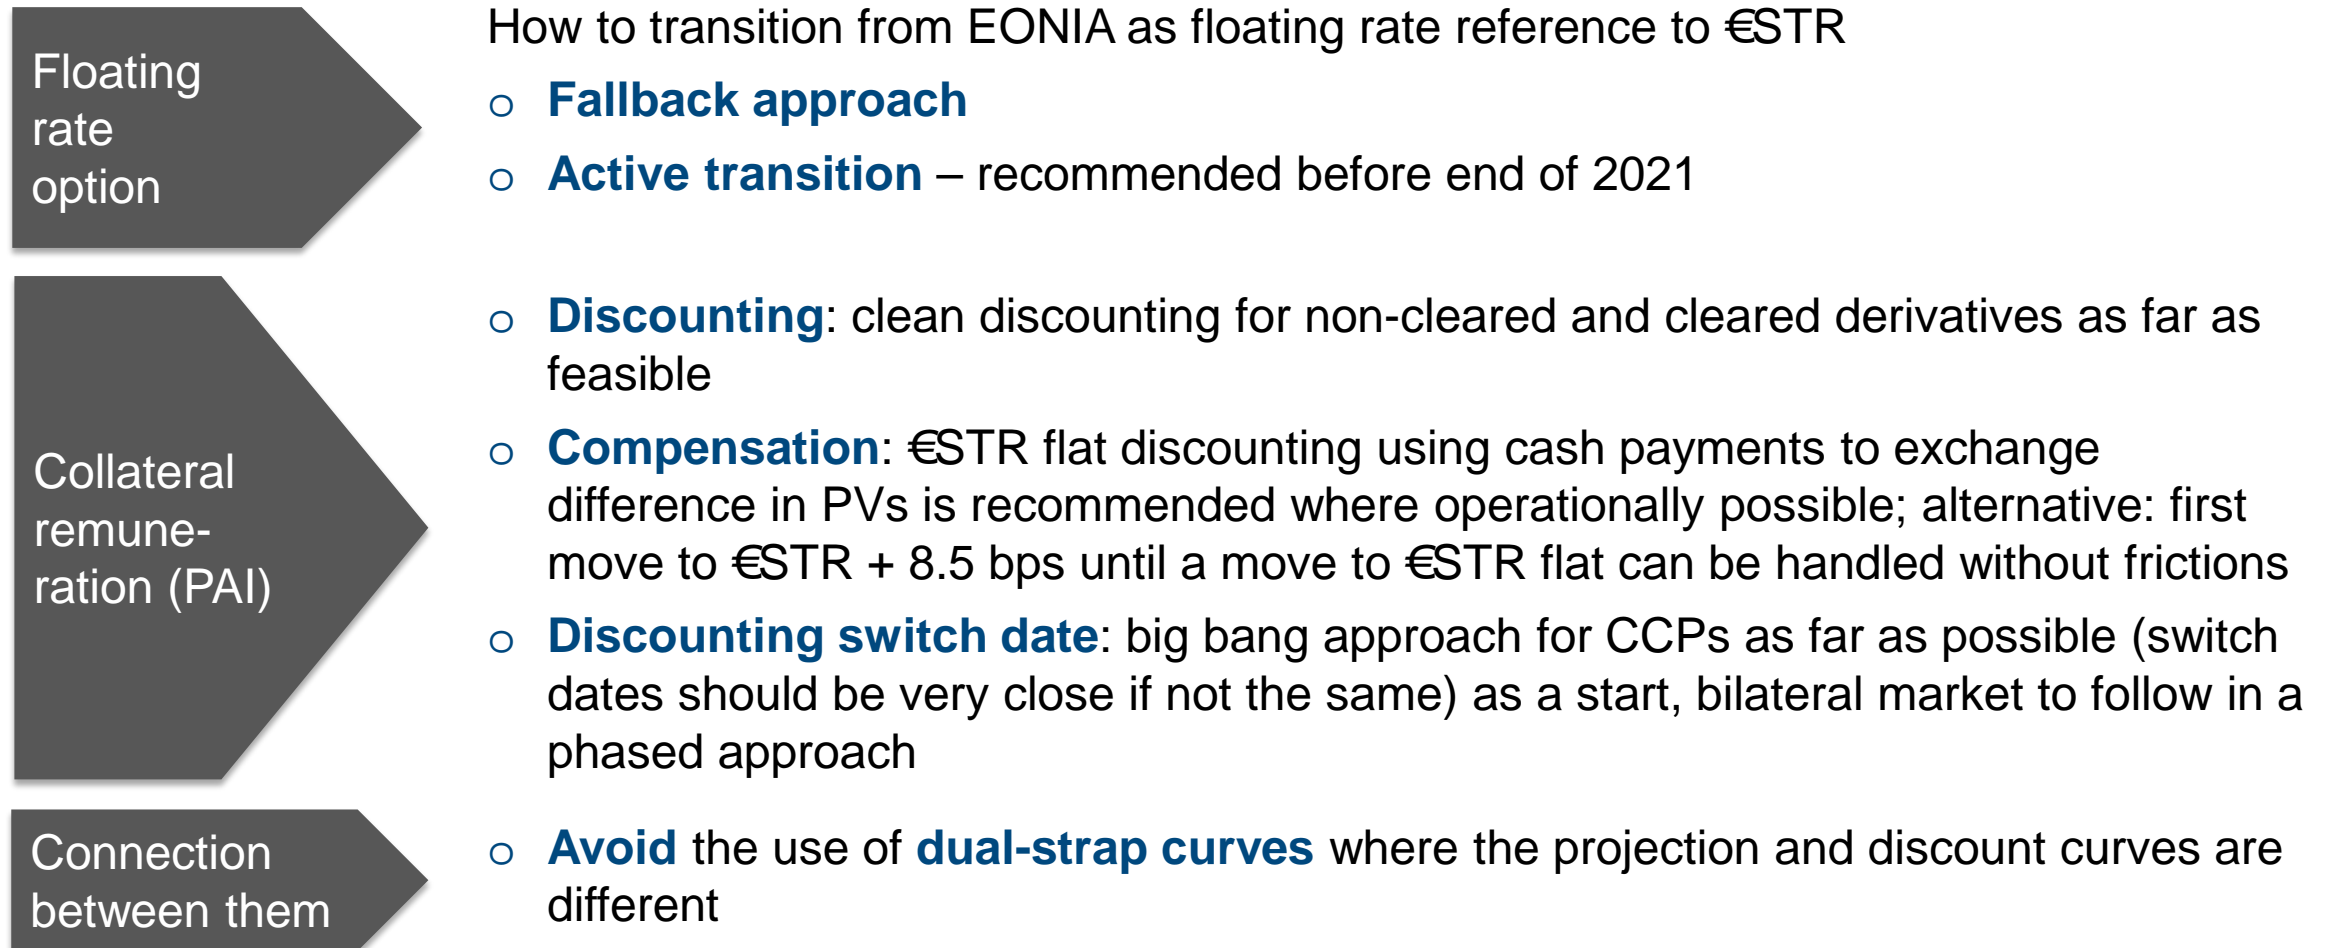 Floating
rate
option
How to transition from EONIA as floating rate reference to €STR
o Fallback approach
o Active transition – recommended before end of 2021
Collateral
remune-
ration (PAI)
o Discounting: clean discounting for non-cleared and cleared derivatives as far as
feasible
o Compensation: €STR flat discounting using cash payments to exchange
difference in PVs is recommended where operationally possible; alternative: first
move to €STR + 8.5 bps until a move to €STR flat can be handled without frictions
o Discounting switch date: big bang approach for CCPs as far as possible (switch
dates should be very close if not the same) as a start, bilateral market to follow in a
phased approach
Connection
between them
o Avoid the use of dual-strap curves where the projection and discount curves are
different